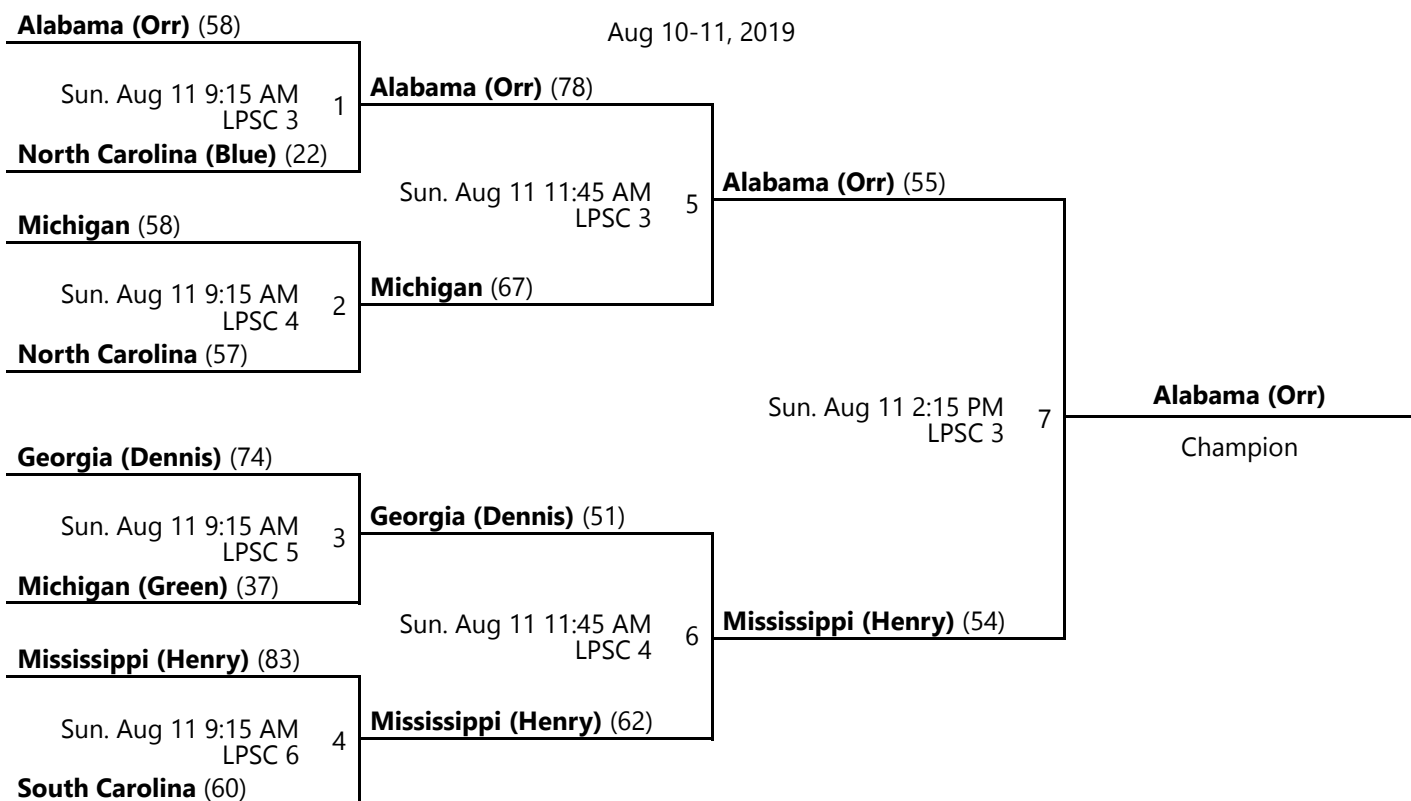 Aug 10-11, 2019
Alabama (Orr) (58)
Sun. Aug 11 9:15 AM
LPSC 3
1
North Carolina (Blue) (22)
Michigan (58)
Sun. Aug 11 9:15 AM
LPSC 4
2
North Carolina (57)
Georgia (Dennis) (74)
Sun. Aug 11 9:15 AM
LPSC 5
3
Michigan (Green) (37)
Mississippi (Henry) (83)
Sun. Aug 11 9:15 AM
LPSC 6
4
South Carolina (60)
Alabama (Orr) (78)
Sun. Aug 11 11:45 AM
LPSC 3
5
Michigan (67)
Georgia (Dennis) (51)
Sun. Aug 11 11:45 AM
LPSC 4
6
Mississippi (Henry) (62)
Alabama (Orr) (55)
Sun. Aug 11 2:15 PM
LPSC 3
7
Mississippi (Henry) (54)
Alabama (Orr)
Champion